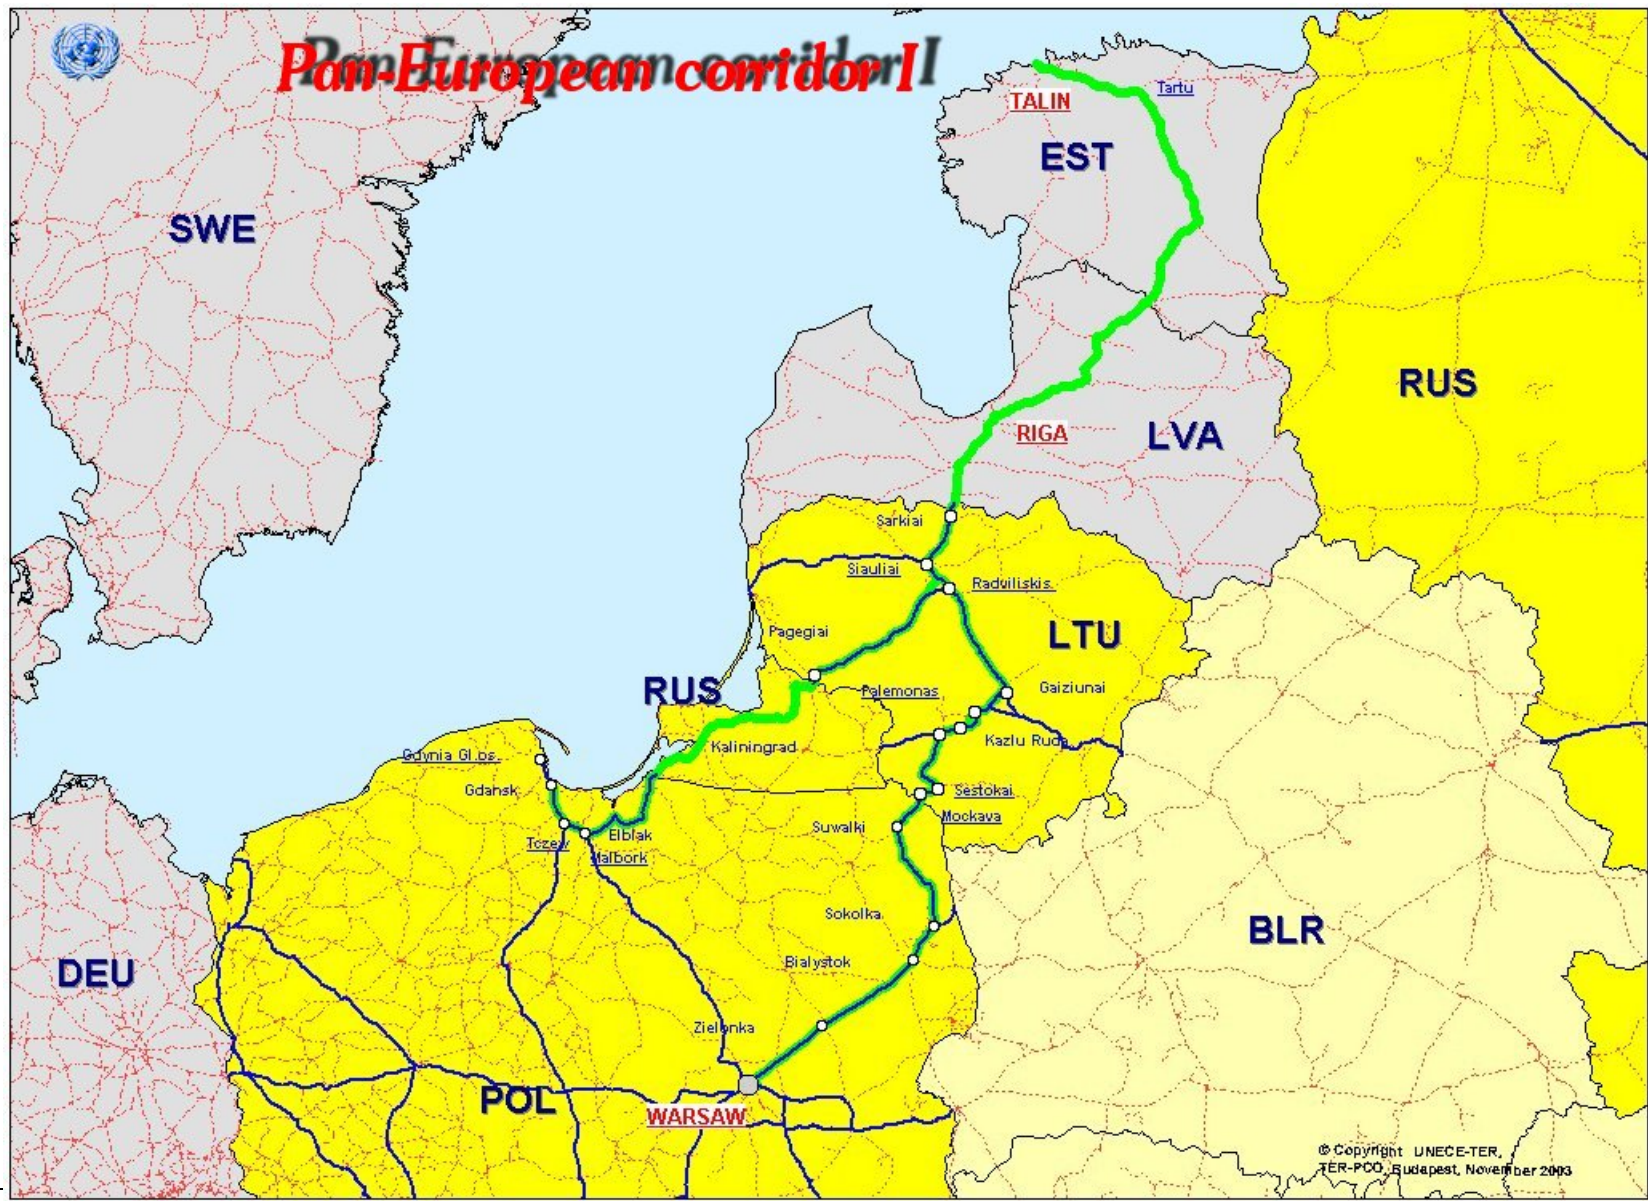 Pan-European corridor I
TALIN
Tartu
EST
SWE
RUS
RIGA
LVA
Sarkiai
Siauliai
Radviliskis
Pagegiai
LTU
RUS
Palemonas
Gaiziunai
Kaliningrad
Kazlu Ruda
Gdynia Gl.os.
Gdansk
Sestokai
Mockava
Suwalki
Elblak
Tczew
Malbork
Sokolka
BLR
Bialystok
DEU
Zielonka
POL
WARSAW
© Copyright UNECE-TER,
TER-PCO, Budapest, November 2003